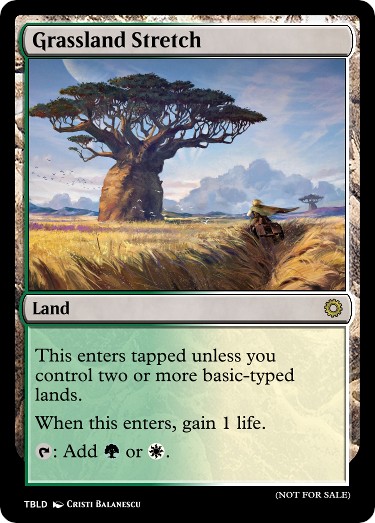 Grassland Stretch
Land
This enters tapped unless you
control two or more basic-typed
lands.
When this enters, gain 1 life.
: Add or .
TBLD Cristi Balanescu
(NOT FOR SALE)